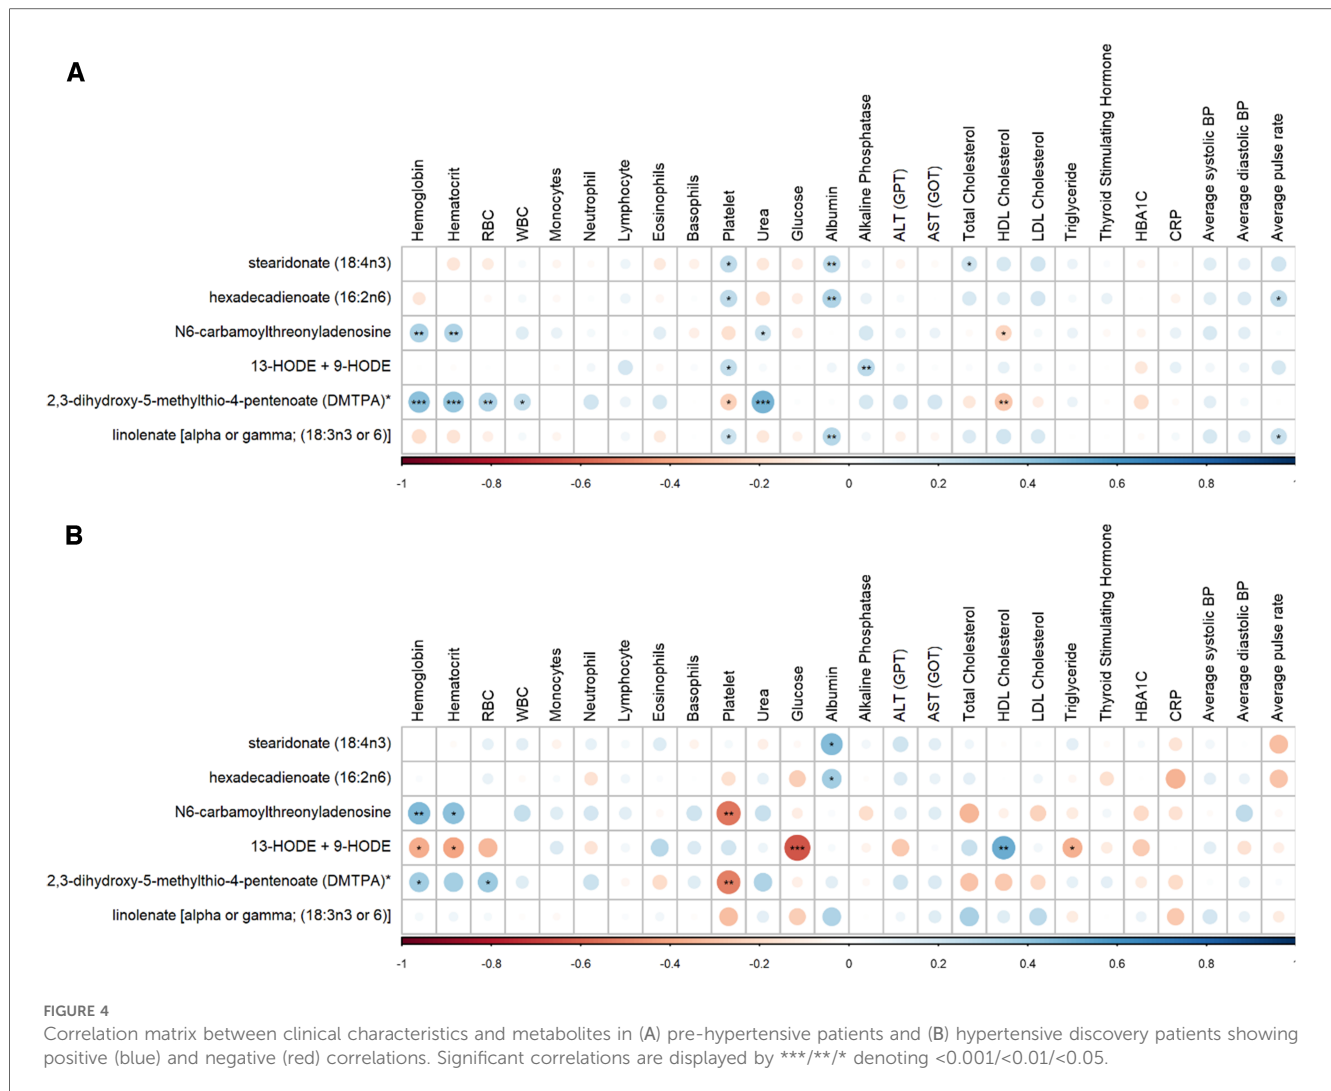 A
Hemoglobin
Hematocrit
RBC
WBC
Monocytes
Neutrophil
Lymphocyte
Eosinophils
Basophils
Platelet
Urea
Glucose
Albumin
Alkaline Phosphatase
ALT (GPT)
AST (GOT)
Total Cholesterol
HDL Cholesterol
LDL Cholesterol
Triglyceride
Thyroid Stimulating Hormone
HBA1C
CRP
Average systolic BP
Average diastolic BP
Average pulse rate
stearidonate (18:4n3) * ** *
hexadecadienoate (16:2n6) * ** *
N6-carbamoylthreonyladenosine ** ** * *
13-HODE + 9-HODE * **
2,3-dihydroxy-5-methylthio-4-pentenoate (DMTPA)* *** *** ** * * *** **
linolenate [alpha or gamma; (18:3n3 or 6)] * ** *
-1 -0.8 -0.6 -0.4 -0.2 0 0.2 0.4 0.6 0.8
B
Hemoglobin
Hematocrit
RBC
WBC
Monocytes
Neutrophil
Lymphocyte
Eosinophils
Basophils
Platelet
Urea
Glucose
Albumin
Alkaline Phosphatase
ALT (GPT)
AST (GOT)
Total Cholesterol
HDL Cholesterol
LDL Cholesterol
Triglyceride
Thyroid Stimulating Hormone
HBA1C
CRP
Average systolic BP
Average diastolic BP
Average pulse rate
stearidonate (18:4n3) *
hexadecadienoate (16:2n6) *
N6-carbamoylthreonyladenosine ** * **
13-HODE + 9-HODE * * *** ** *
2,3-dihydroxy-5-methylthio-4-pentenoate (DMTPA)* * * **
linolenate [alpha or gamma; (18:3n3 or 6)]
-1 -0.8 -0.6 -0.4 -0.2 0 0.2 0.4 0.6 0.8
FIGURE 4
Correlation matrix between clinical characteristics and metabolites in (A) pre-hypertensive patients and (B) hypertensive discovery patients showing
positive (blue) and negative (red) correlations. Significant correlations are displayed by ***/**/* denoting <0.001/<0.01/<0.05.